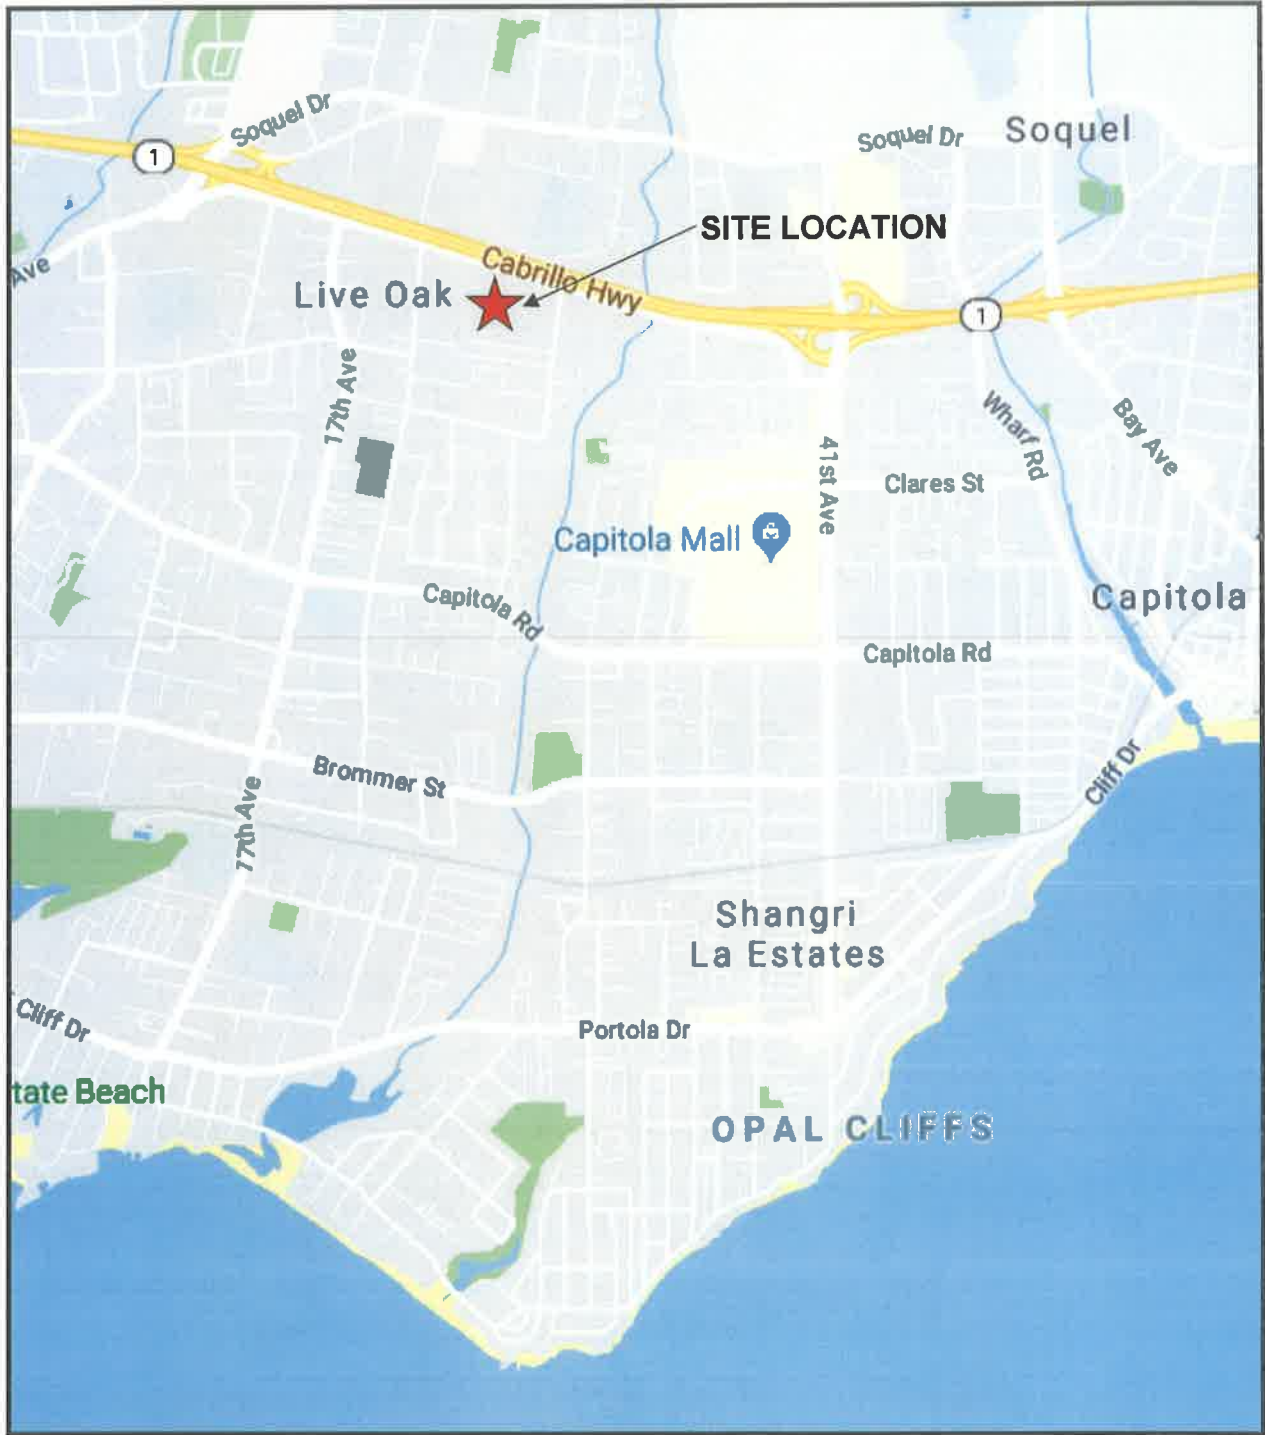 Soquel Dr
Soquel Dr
Soquel
1
SITE LOCATION
Ave
Cabrillo Hwy
Live Oak
1
17th Ave
Wharf Rd
Bay Ave
41st Ave
Clares St
Capitola Mall
Capitola Rd
Capitola
Capitola Rd
Brommer St
Cliff Dr
17th Ave
Shangri
La Estates
Cliff Dr
Portola Dr
tate Beach
OPAL CLIFFS